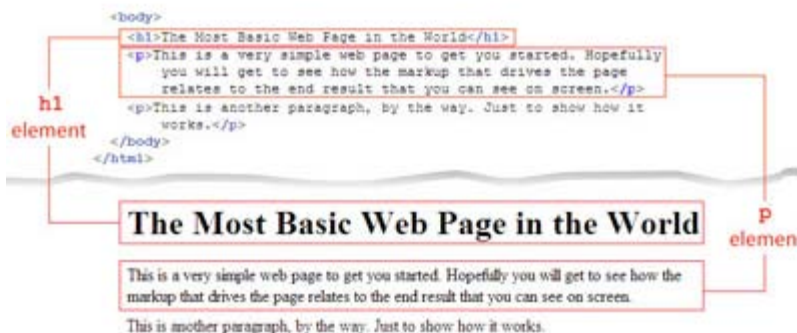 <body>
<h1>The Most Basic Web Page in the World</h1>
<p>This is a very simple web page to get you started. Hopefully
you will get to see how the markup that drives the page
relates to the end result that you can see on screen.</p>
<p>This is another paragraph, by the way. Just to show how it
works.</p>
</body>
</html>
h1
element
The Most Basic Web Page in the World
p
elemen
This is a very simple web page to get you started. Hopefully you will get to see how the
markup that drives the page relates to the end result that you can see on screen.
This is another paragraph, by the way. Just to show how it works.